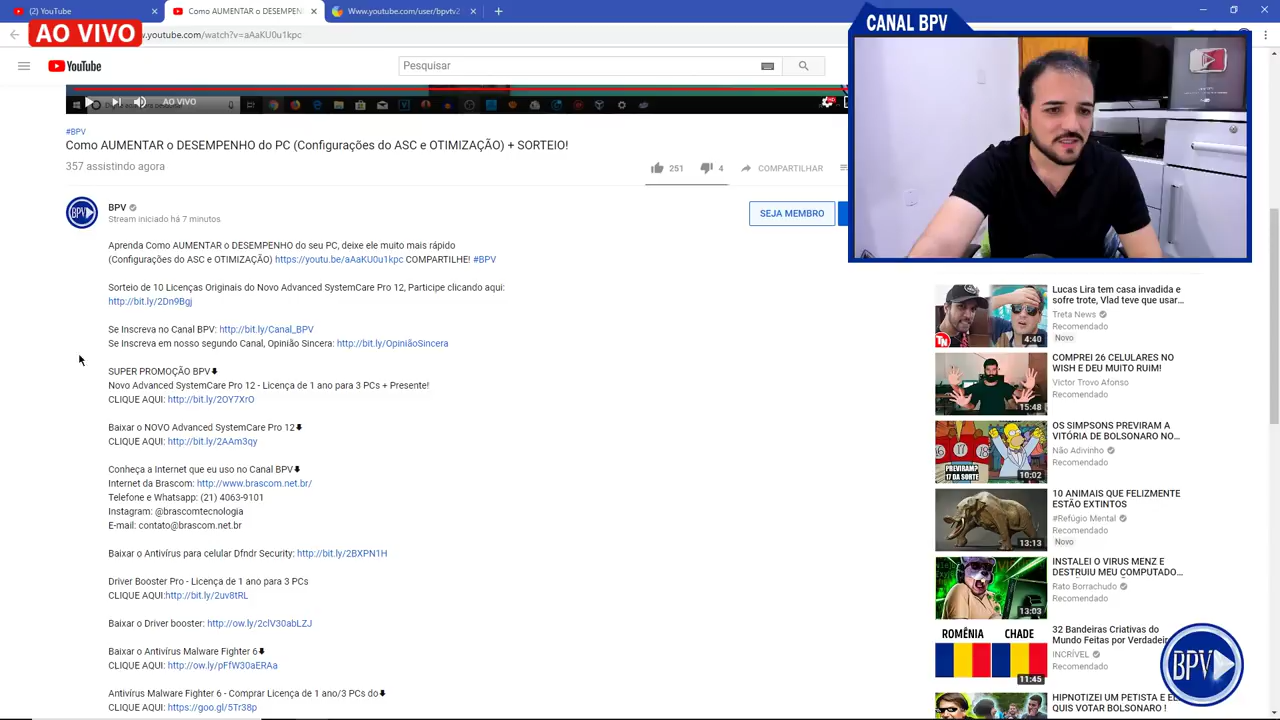 YouTube
Como AUMENTAR o DESEMPEN
Www.youtube.com/user/bpvtv2
AO VIVO
.youtube.com/watch?v=aAaKU0u1kpc
CANAL BPV
YouTube
Pesquisar
AO VIVO
#BPV
Como AUMENTAR o DESEMPENHO do PC (Configurações do ASC e OTIMIZAÇÃO) + SORTEIO!
357 assistindo agora
251
4
COMPARTILHAR
BPV
Stream iniciado há 7 minutos
SEJA MEMBRO
Aprenda Como AUMENTAR o DESEMPENHO do seu PC, deixe ele muito mais rápido
(Configurações do ASC e OTIMIZAÇÃO) https://youtu.be/aAaKU0u1kpc COMPARTILHE! #BPV
Sorteio de 10 Licenças Originais do Novo Advanced SystemCare Pro 12, Participe clicando aqui:
http://bit.ly/2Dn9Bgj
Se Inscreva no Canal BPV: http://bit.ly/Canal_BPV
Se Inscreva em nosso segundo Canal, Opinião Sincera: http://bit.ly/OpiniãoSincera
SUPER PROMOÇÃO BPV⬇
Novo Advanced SystemCare Pro 12 - Licença de 1 ano para 3 PCs + Presente!
CLIQUE AQUI: http://bit.ly/2OY7XrO
Baixar o NOVO Advanced SystemCare Pro 12⬇
CLIQUE AQUI: http://bit.ly/2AAm3qy
Conheça a Internet que eu uso no Canal BPV⬇
Internet da Brascom: http://www.brascom.net.br/
Telefone e Whatsapp: (21) 4063-9101
Instagram: @brascomtecnologia
E-mail: contato@brascom.net.br
Baixar o Antivírus para celular Dfndr Security: http://bit.ly/2BXPN1H
Driver Booster Pro - Licença de 1 ano para 3 PCs
CLIQUE AQUI:http://bit.ly/2uv8tRL
Baixar o Driver booster: http://ow.ly/2clV30abLZJ
Baixar o Antivírus Malware Fighter 6⬇
CLIQUE AQUI: http://ow.ly/pFfW30aERAa
Antivírus Malware Fighter 6 - Comprar Licença de 1 ano/3 PCs do⬇
CLIQUE AQUI: https://goo.gl/5Tr38p
Lucas Lira tem casa invadida e
sofre trote, Vlad teve que usar...
Treta News
Recomendado
Novo
TN
4:40
COMPREI 26 CELULARES NO
WISH E DEU MUITO RUIM!
Victor Trovo Afonso
Recomendado
15:48
OS SIMPSONS PREVIRAM A
VITÓRIA DE BOLSONARO NO...
Não Adivinho
Recomendado
PREVIRAM?
17 DA SORTE
10:02
10 ANIMAIS QUE FELIZMENTE
ESTÃO EXTINTOS
#Refúgio Mental
Recomendado
Novo
13:13
INSTALEI O VIRUS MENZ E
DESTRUIU MEU COMPUTADO...
Rato Borrachudo
Recomendado
13:03
32 Bandeiras Criativas do
Mundo Feitas por Verdadeir
INCRÍVEL
Recomendado
ROMÊNIA CHADE
11:45
BPV
HIPNOTIZEI UM PETISTA E EL
QUIS VOTAR BOLSONARO !